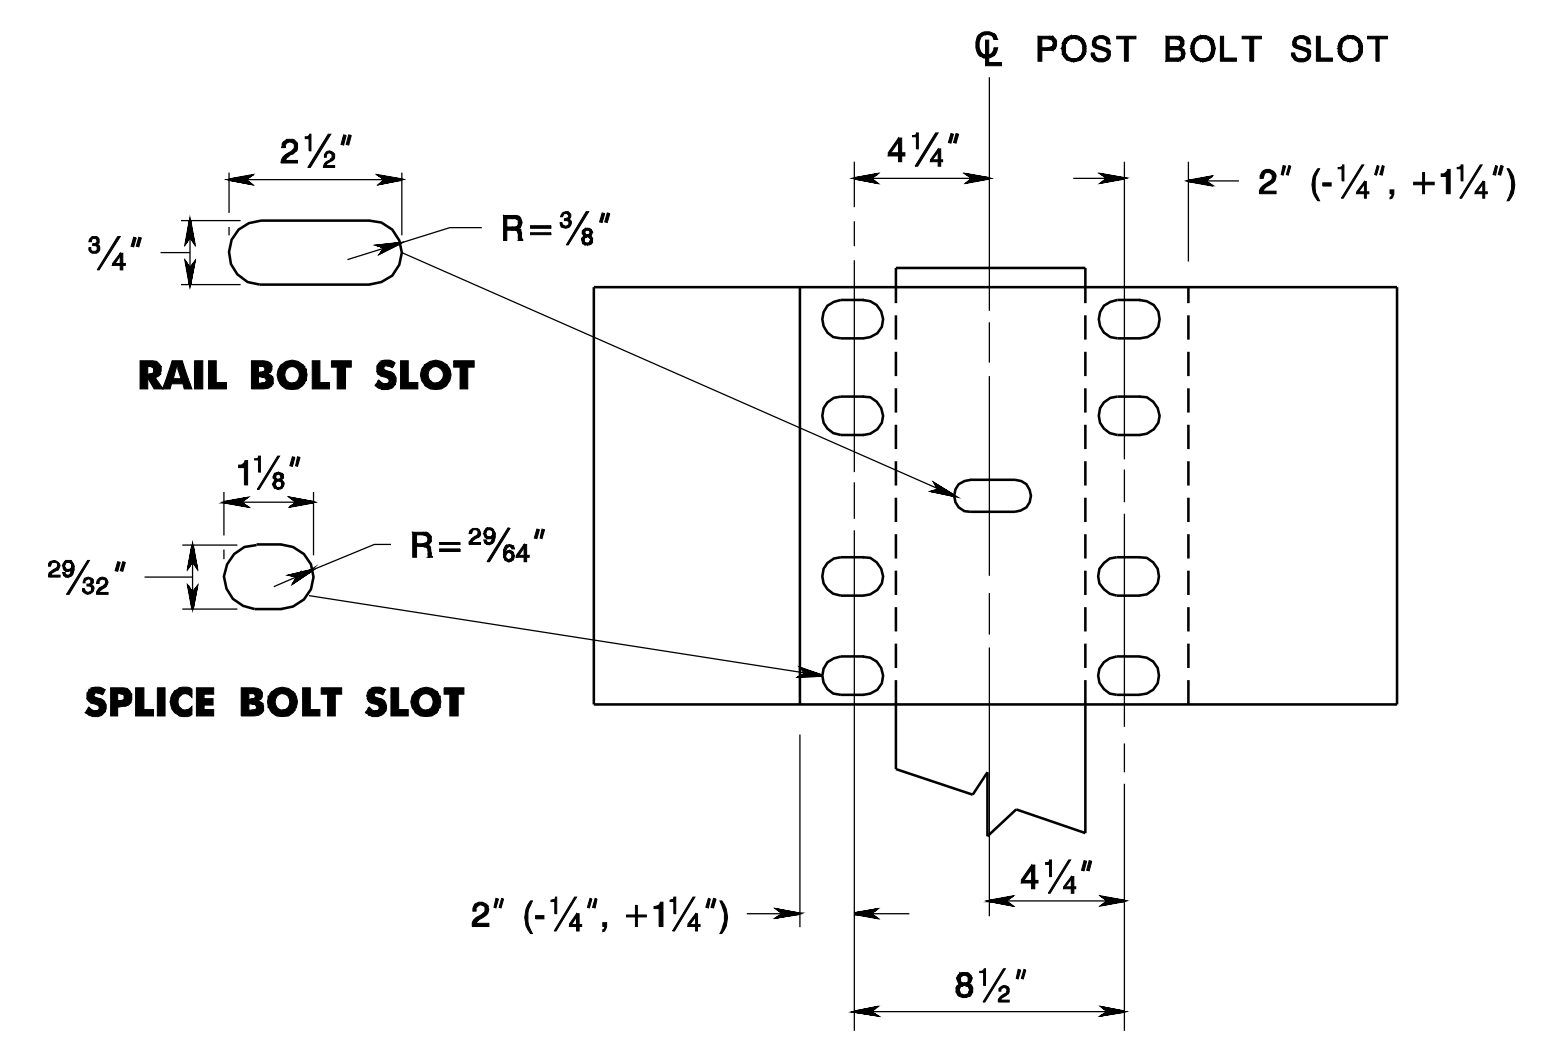 ℄ POST BOLT SLOT
2½"
4¼"
2" (-¼", +1¼")
R=⅜"
¾"
RAIL BOLT SLOT
1⅛"
R=29/64"
29/32"
SPLICE BOLT SLOT
4¼"
2" (-¼", +1¼")
8½"